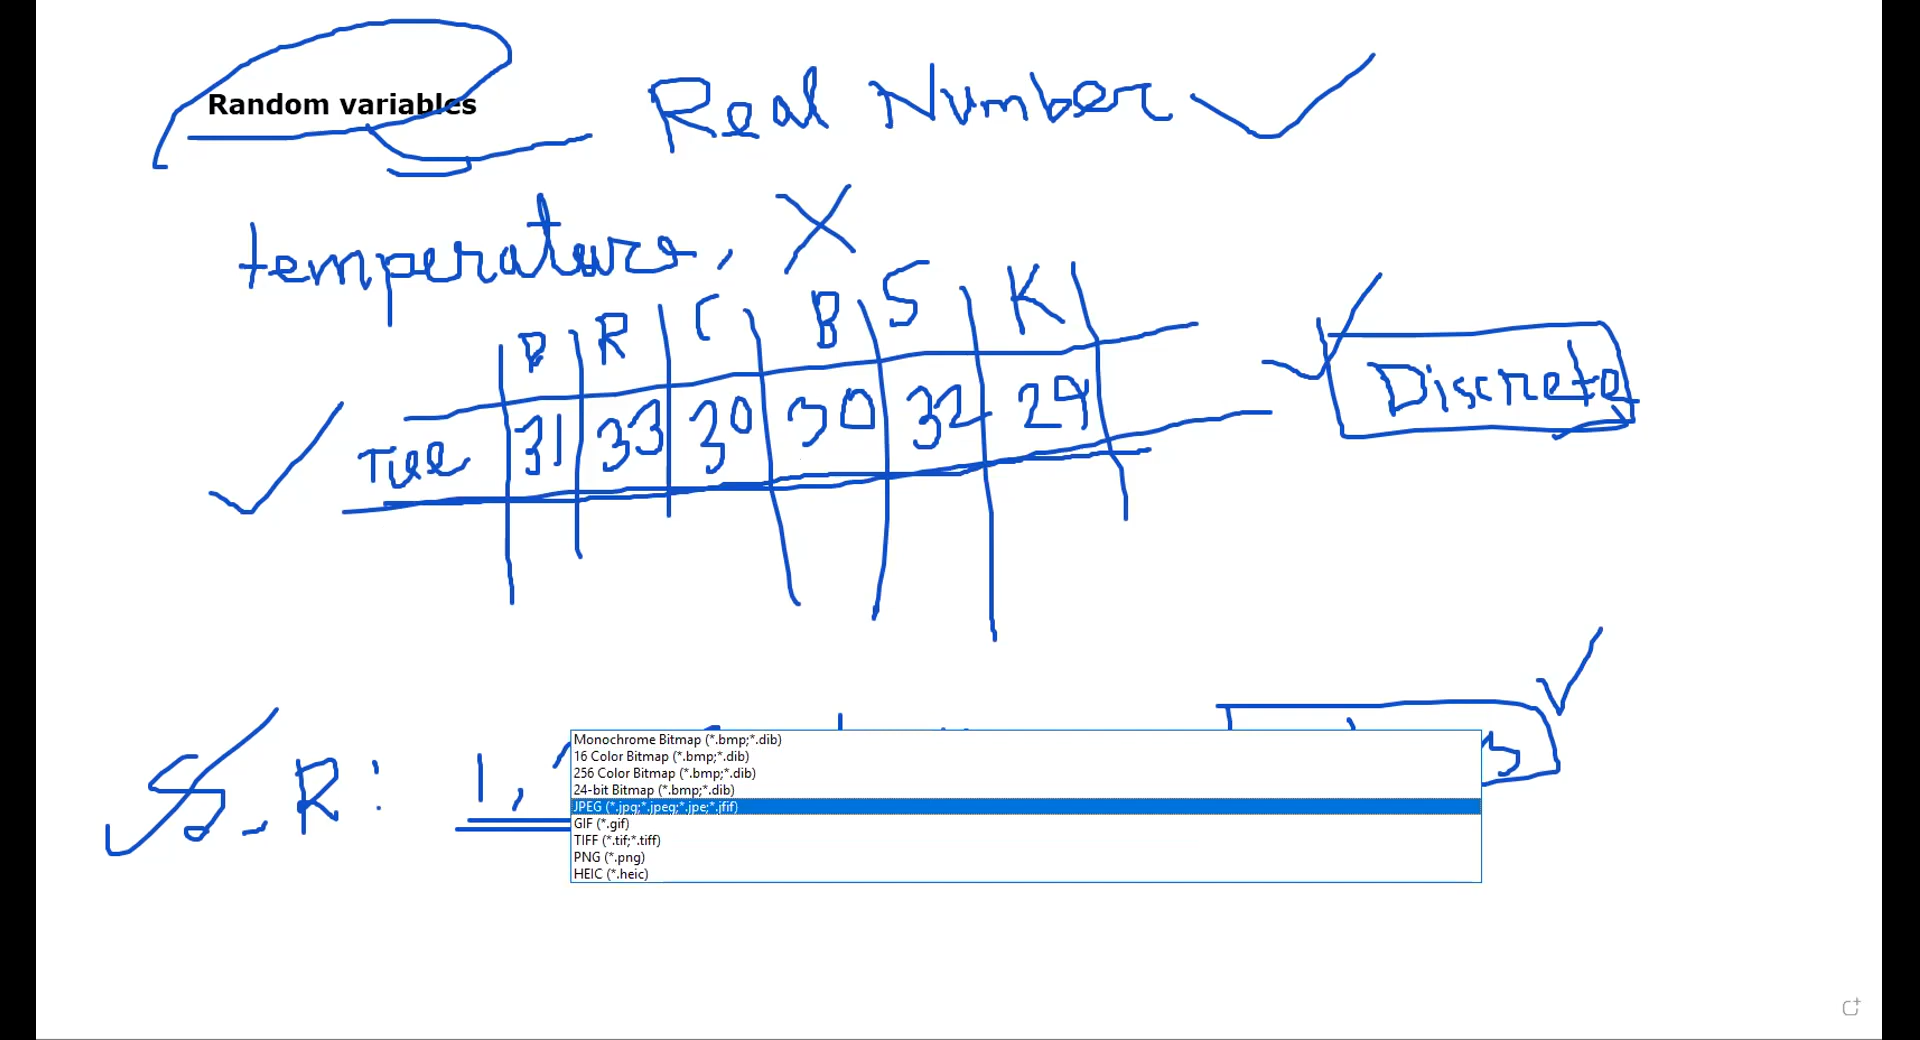 Random variables Real Number
temperature, X
D R C B S K
Tue 31 33 30 30 32 29
Discrete
S.R: 1,
Monochrome Bitmap (*.bmp;*.dib)
16 Color Bitmap (*.bmp;*.dib)
256 Color Bitmap (*.bmp;*.dib)
24-bit Bitmap (*.bmp;*.dib)
JPEG (*.jpg;*.jpeg;*.jpe;*.jfif)
GIF (*.gif)
TIFF (*.tif;*.tiff)
PNG (*.png)
HEIC (*.heic)